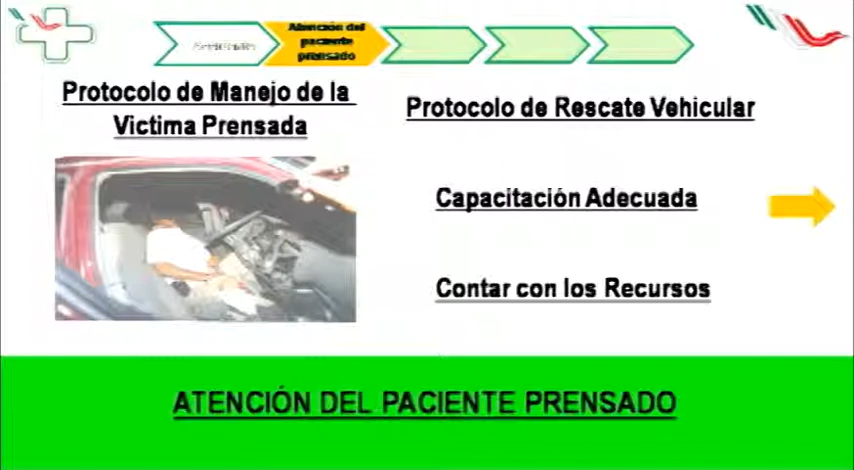 Atención del
paciente
prensado
Protocolo de Manejo de la
Victima Prensada
Protocolo de Rescate Vehicular
Capacitación Adecuada
Contar con los Recursos
ATENCIÓN DEL PACIENTE PRENSADO